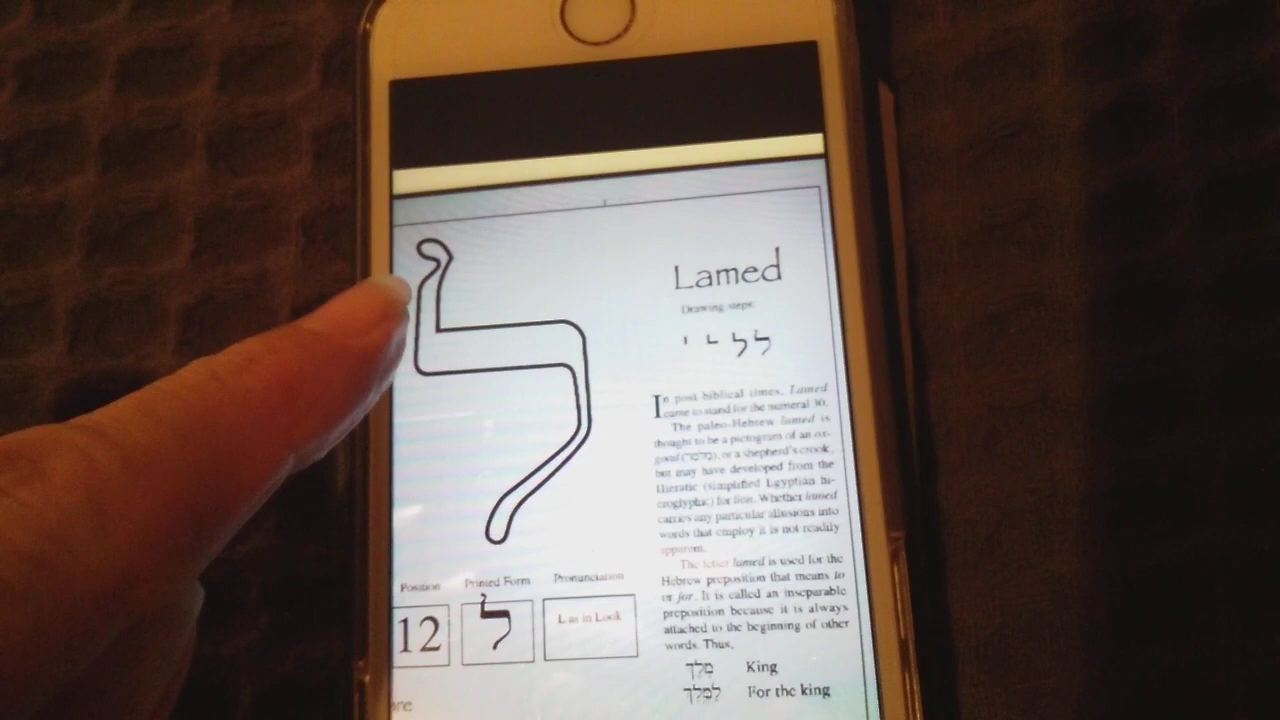 ל
Lamed
Drawing steps
ל ל
In post biblical times, Lamed
came to stand for the numeral 30.
The paleo-Hebrew lamed is
thought to be a pictogram of an ox-
goad (מלמד), or a shepherd's crook,
but may have developed from the
Hieratic (simplified Egyptian hi-
eroglyphic) for lion. Whether lamed
carries any particular allusions into
words that employ it is not readily
apparent.
The letter lamed is used for the
Hebrew preposition that means to
or for. It is called an inseparable
preposition because it is always
attached to the beginning of other
words. Thus,
מלך King
למלך For the king
Position Printed Form Pronunciation
12 ל L as in Look